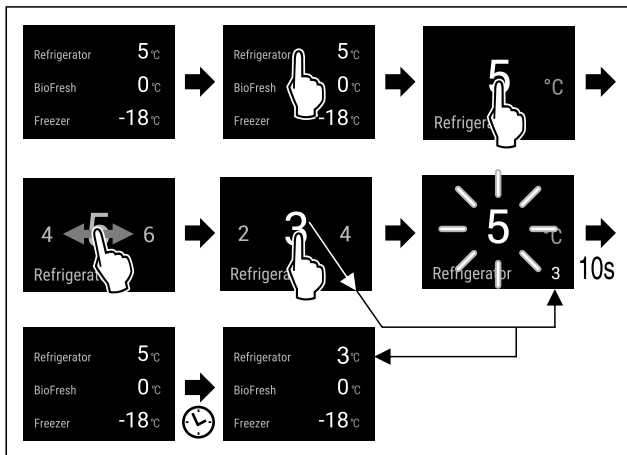 Refrigerator 5 °C
BioFresh 0 °C
Freezer -18 °C
Refrigerator 5 °C
BioFresh 0 °C
Freezer -18 °C
5 °C
4 5 6
2 3 4
5 °C
Refrigerator 3
10s
Refrigerator 5 °C
BioFresh 0 °C
Freezer -18 °C
Refrigerator 3 °C
BioFresh 0 °C
Freezer -18 °C